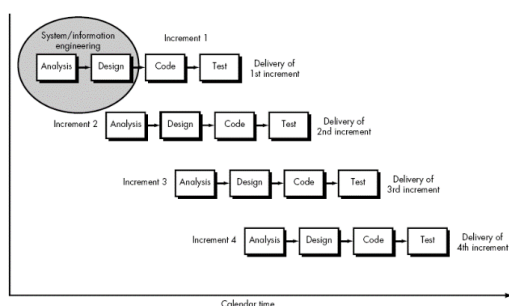 System/information
engineering
Increment 1
Analysis
Design
Code
Test
Delivery of
1st increment
Increment 2
Analysis
Design
Code
Test
Delivery of
2nd increment
Increment 3
Analysis
Design
Code
Test
Delivery of
3rd increment
Increment 4
Analysis
Design
Code
Test
Delivery of
4th increment
Calendar time